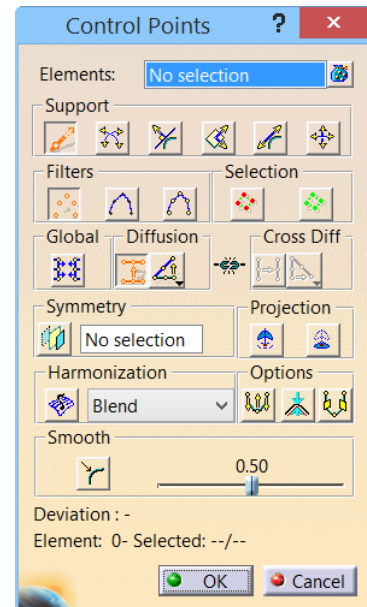 Control Points ?
Elements: No selection
Support
Filters Selection
Global Diffusion Cross Diff
Symmetry Projection
No selection
Harmonization Options
Blend
Smooth
0.50
Deviation : -
Element: 0- Selected: --/--
OK Cancel